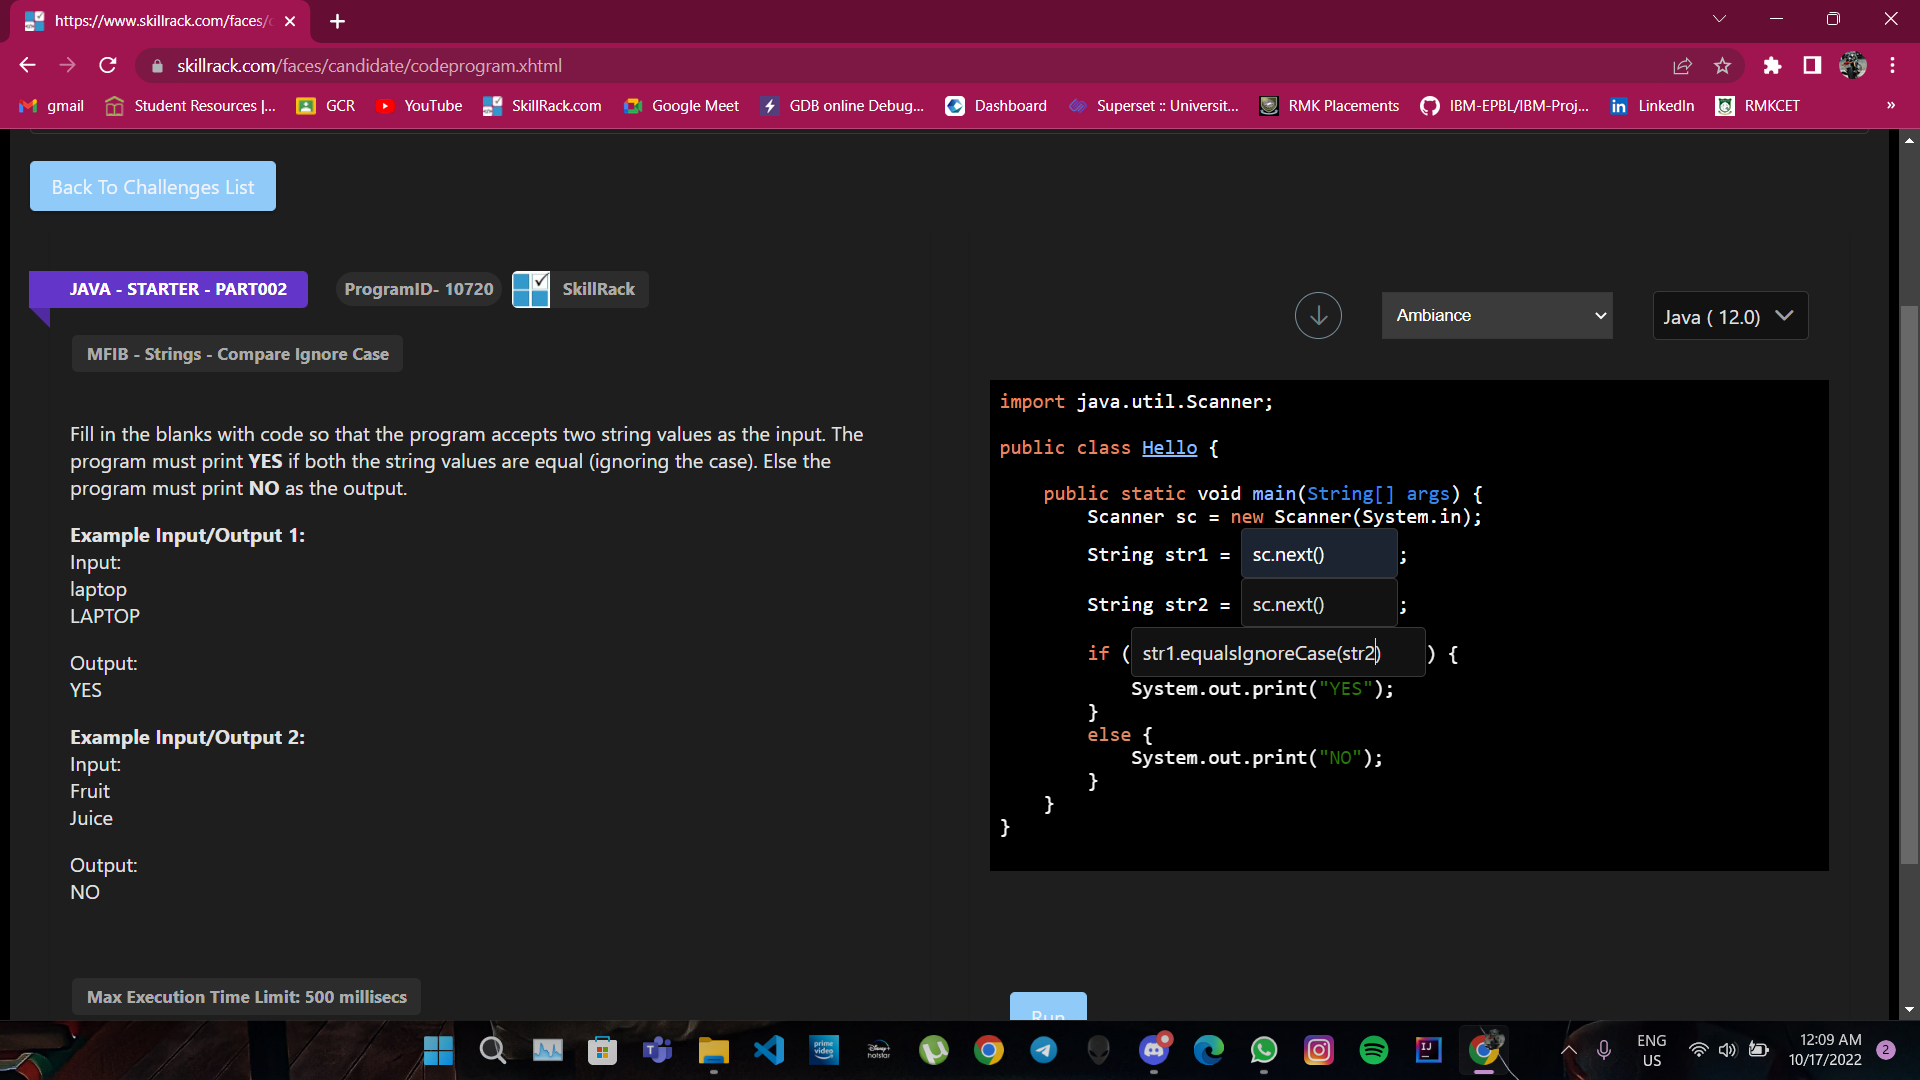 https://www.skillrack.com/faces/c
skillrack.com/faces/candidate/codeprogram.xhtml
gmail
Student Resources |...
GCR
YouTube
SkillRack.com
Google Meet
GDB online Debug...
Dashboard
Superset :: Universit...
RMK Placements
IBM-EPBL/IBM-Proj...
LinkedIn
RMKCET
»
Back To Challenges List
JAVA - STARTER - PART002
ProgramID- 10720
SkillRack
MFIB - Strings - Compare Ignore Case
Fill in the blanks with code so that the program accepts two string values as the input. The
program must print YES if both the string values are equal (ignoring the case). Else the
program must print NO as the output.
Example Input/Output 1:
Input:
laptop
LAPTOP
Output:
YES
Example Input/Output 2:
Input:
Fruit
Juice
Output:
NO
Max Execution Time Limit: 500 millisecs
Ambiance
Java ( 12.0)
import java.util.Scanner;
public class Hello {
public static void main(String[] args) {
Scanner sc = new Scanner(System.in);
String str1 = sc.next() ;
String str2 = sc.next() ;
if ( str1.equalsIgnoreCase(str2) ) {
System.out.print("YES");
}
else {
System.out.print("NO");
}
}
}
Run
prime video
Disney+ hotstar
IJ
ENG
US
12:09 AM
10/17/2022
2